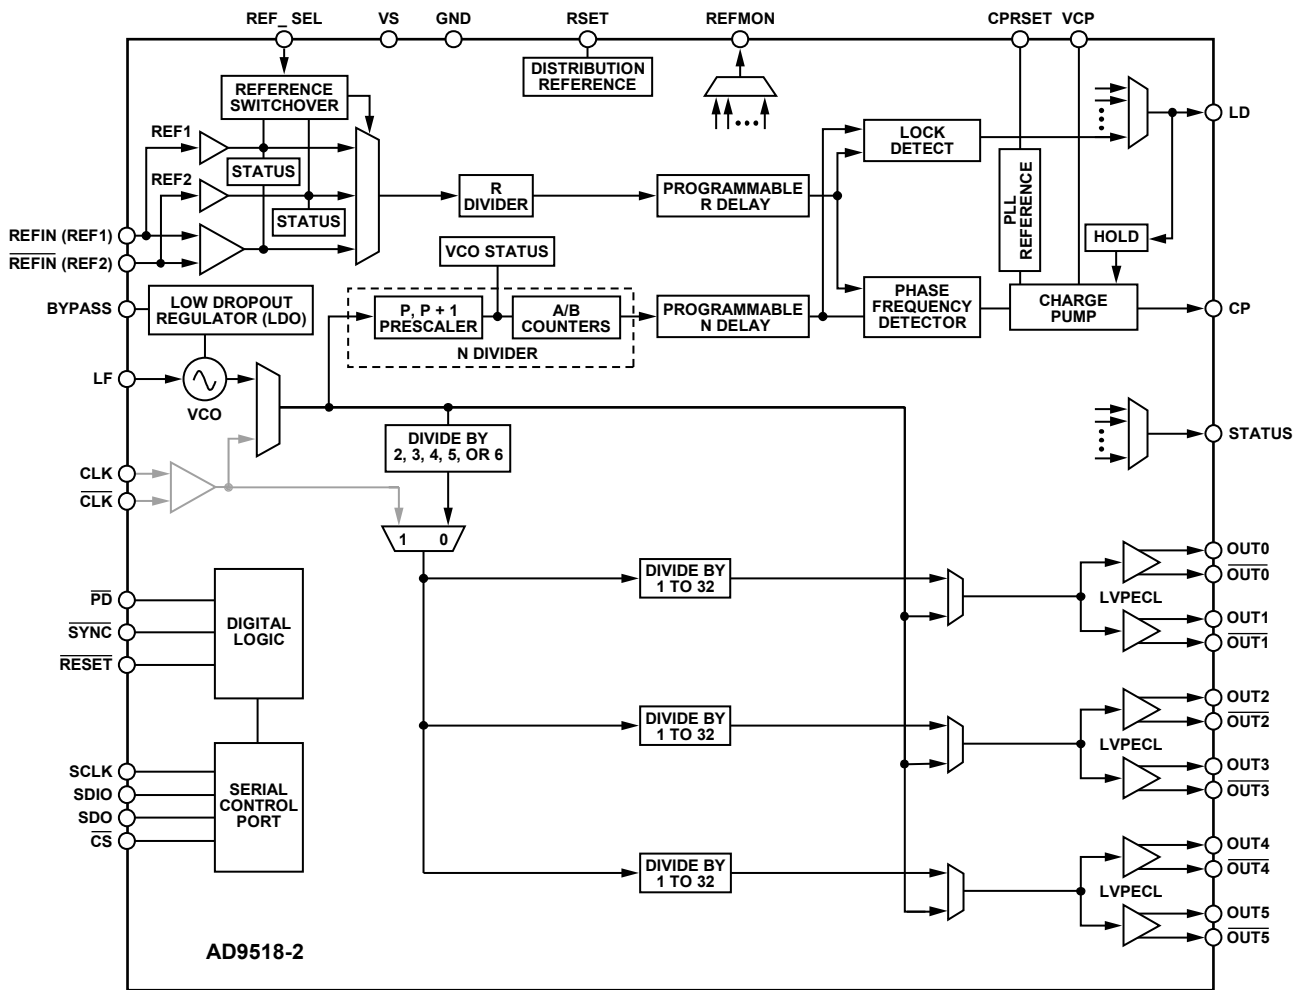 REF_ SEL
VS
GND
RSET
REFMON
CPRSET
VCP
DISTRIBUTION
REFERENCE
REFERENCE
SWITCHOVER
LD
REF1
LOCK
DETECT
STATUS
REF2
R
DIVIDER
PROGRAMMABLE
R DELAY
PLL
REFERENCE
STATUS
REFIN (REF1)
HOLD
REFIN (REF2)
VCO STATUS
BYPASS
LOW DROPOUT
REGULATOR (LDO)
P, P + 1
PRESCALER
A/B
COUNTERS
PROGRAMMABLE
N DELAY
PHASE
FREQUENCY
DETECTOR
CHARGE
PUMP
CP
N DIVIDER
LF
VCO
DIVIDE BY
2, 3, 4, 5, OR 6
STATUS
CLK
CLK
1 0
OUT0
DIVIDE BY
1 TO 32
OUT0
PD
LVPECL
DIGITAL
LOGIC
OUT1
SYNC
OUT1
RESET
OUT2
DIVIDE BY
1 TO 32
OUT2
LVPECL
OUT3
SCLK
OUT3
SDIO
SERIAL
CONTROL
PORT
SDO
CS
OUT4
DIVIDE BY
1 TO 32
OUT4
LVPECL
OUT5
OUT5
AD9518-2